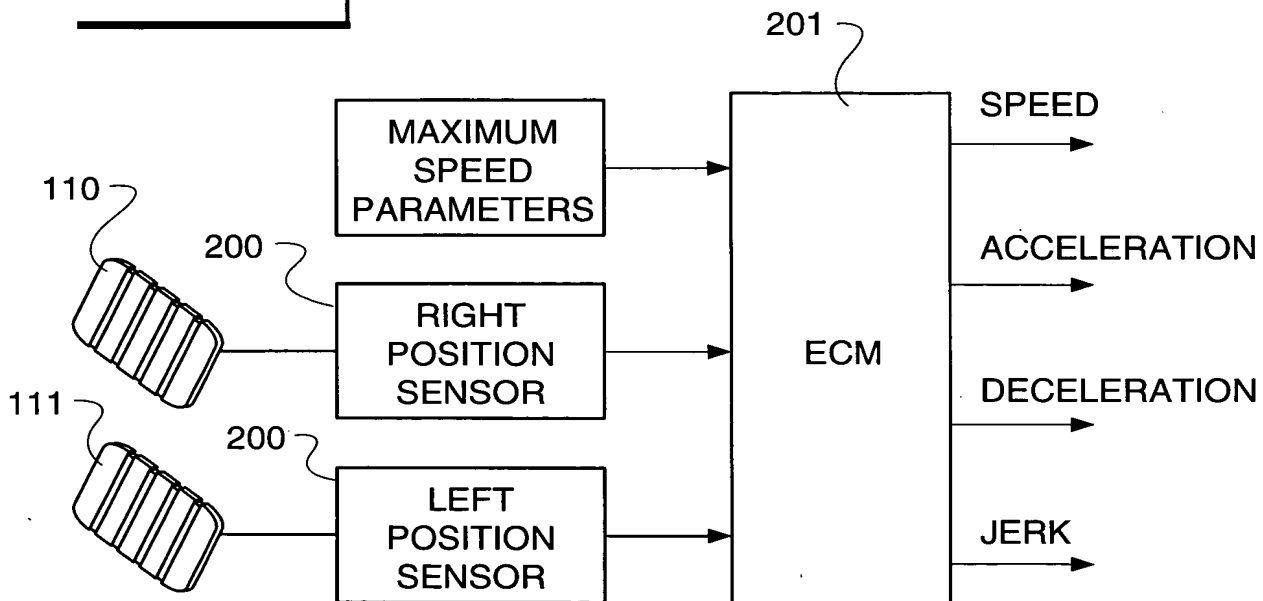 201
SPEED
MAXIMUM
SPEED
PARAMETERS
110
200
ACCELERATION
RIGHT
POSITION
SENSOR
ECM
111
200
DECELERATION
LEFT
POSITION
SENSOR
JERK